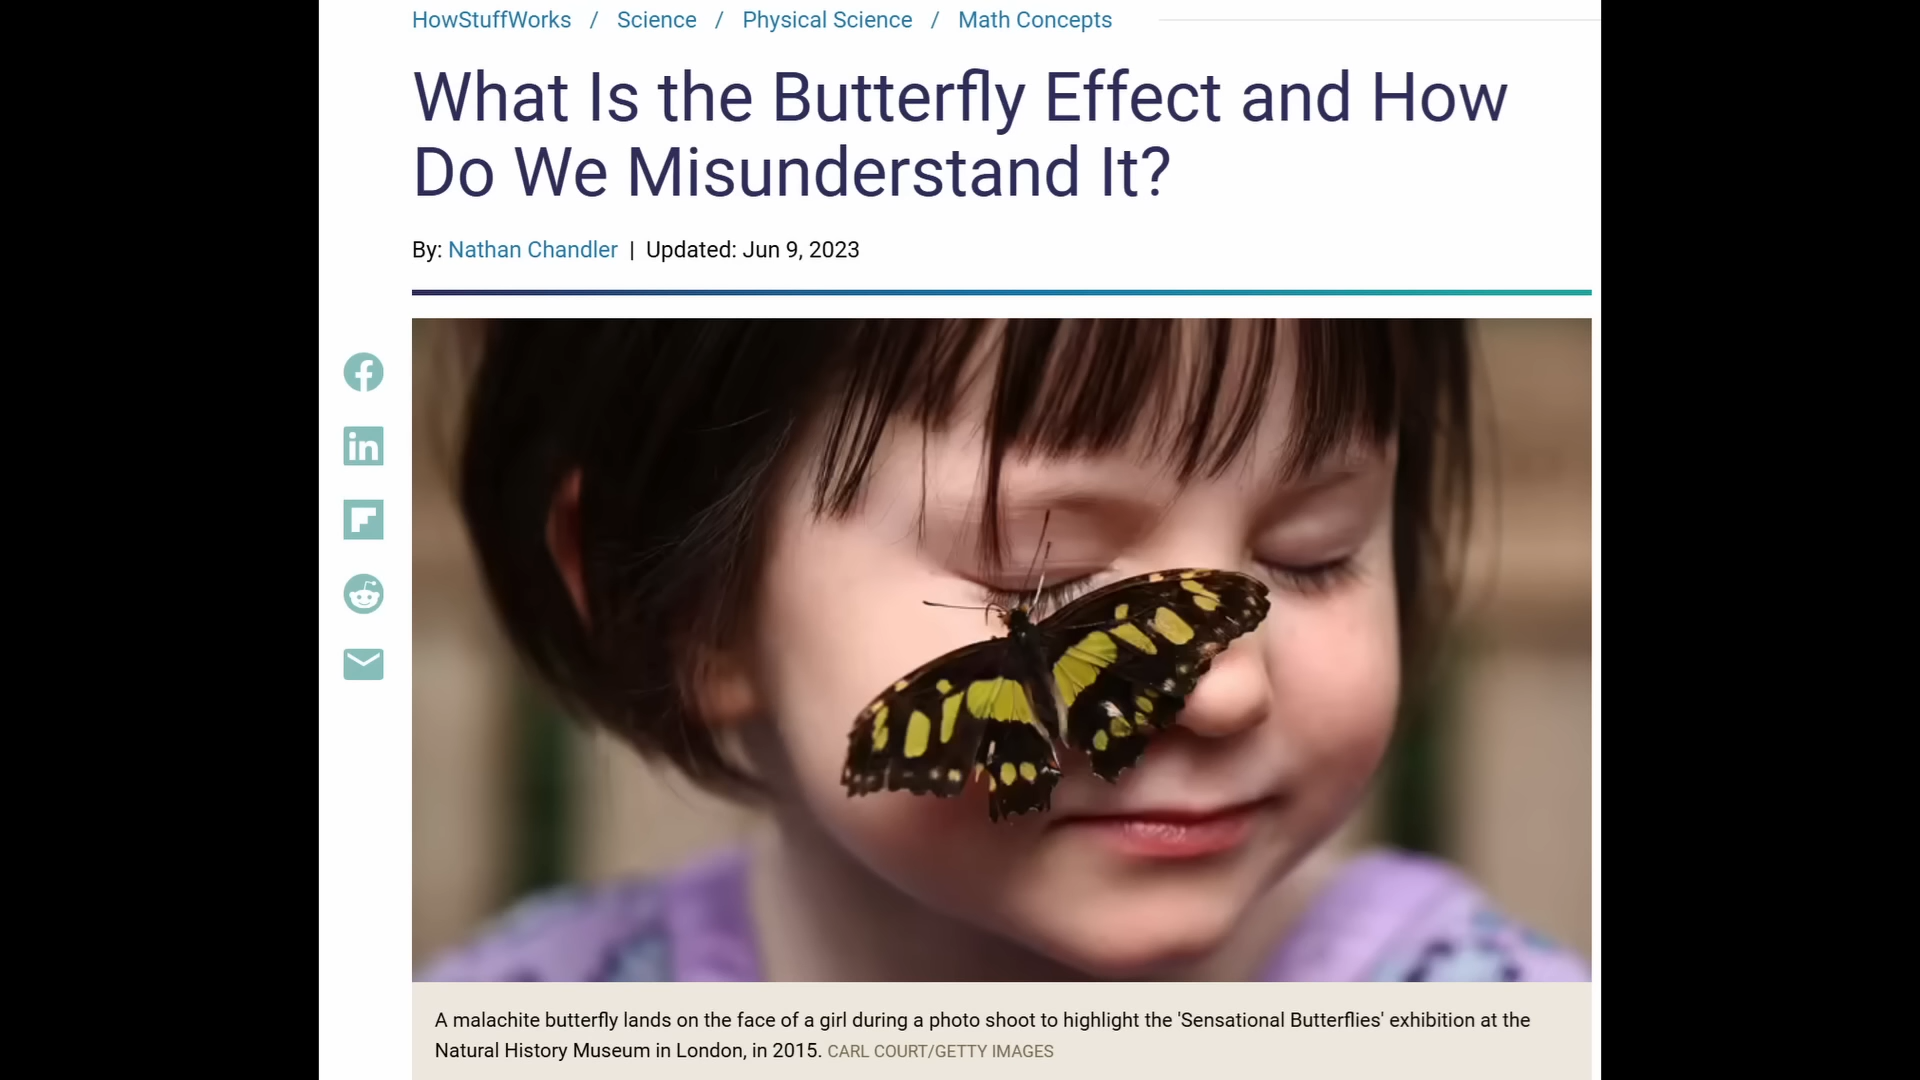 HowStuffWorks / Science / Physical Science / Math Concepts
What Is the Butterfly Effect and How
Do We Misunderstand It?
By: Nathan Chandler | Updated: Jun 9, 2023
in
A malachite butterfly lands on the face of a girl during a photo shoot to highlight the 'Sensational Butterflies' exhibition at the
Natural History Museum in London, in 2015. CARL COURT/GETTY IMAGES